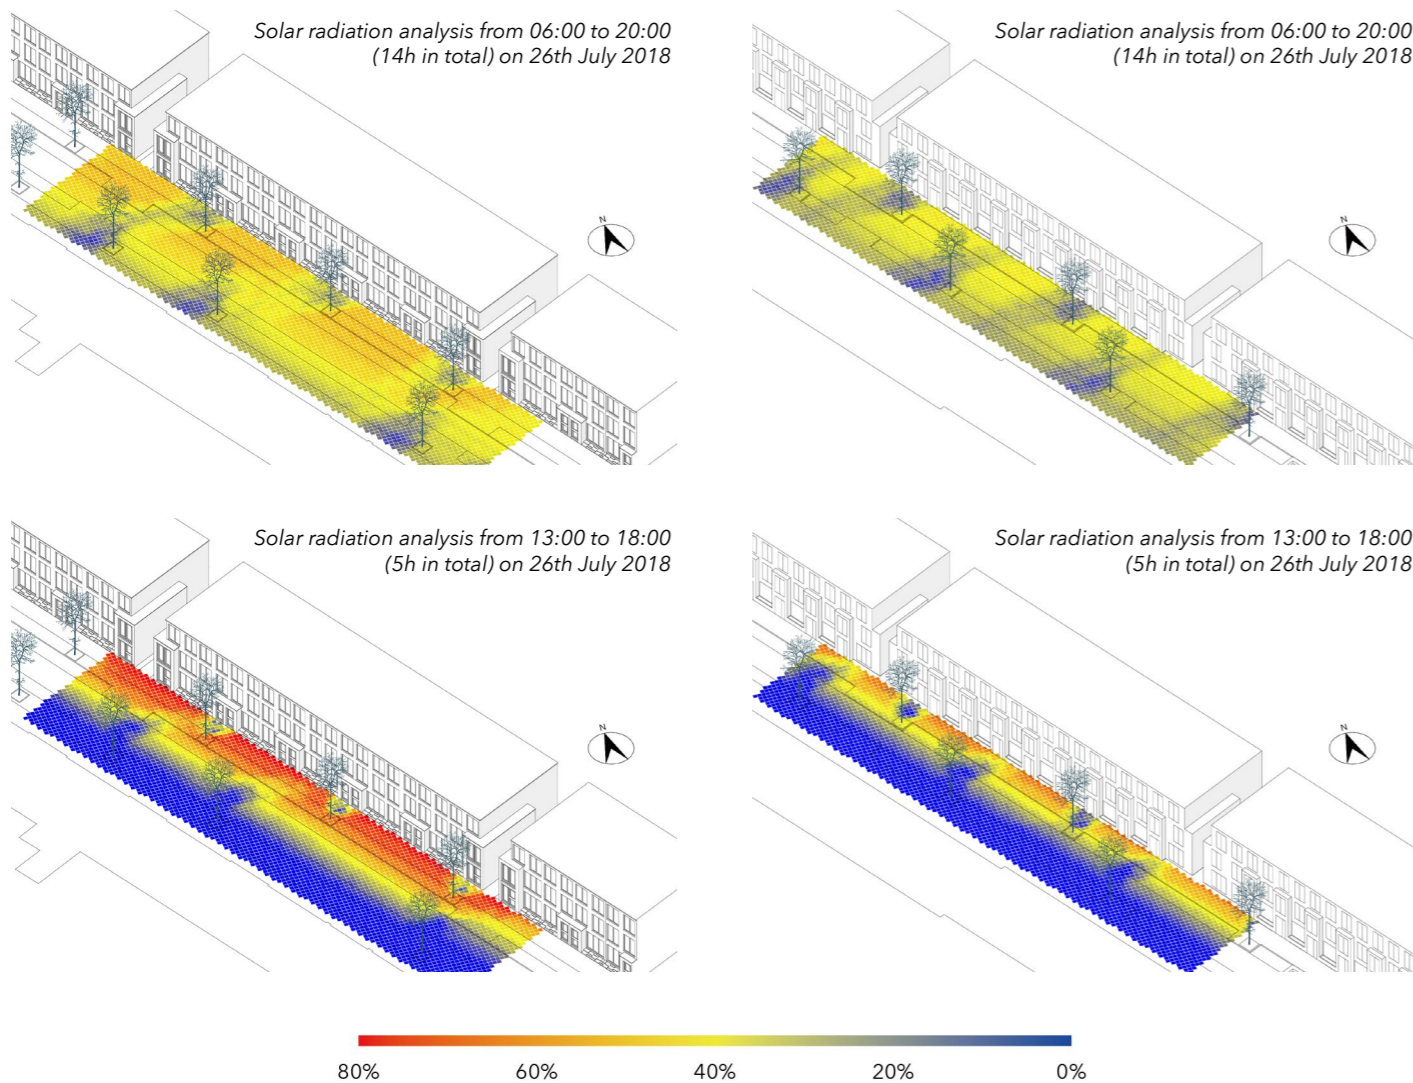 Solar radiation analysis from 06:00 to 20:00
(14h in total) on 26th July 2018
Solar radiation analysis from 06:00 to 20:00
(14h in total) on 26th July 2018
N
N
Solar radiation analysis from 13:00 to 18:00
(5h in total) on 26th July 2018
Solar radiation analysis from 13:00 to 18:00
(5h in total) on 26th July 2018
N
N
80% 60% 40% 20% 0%